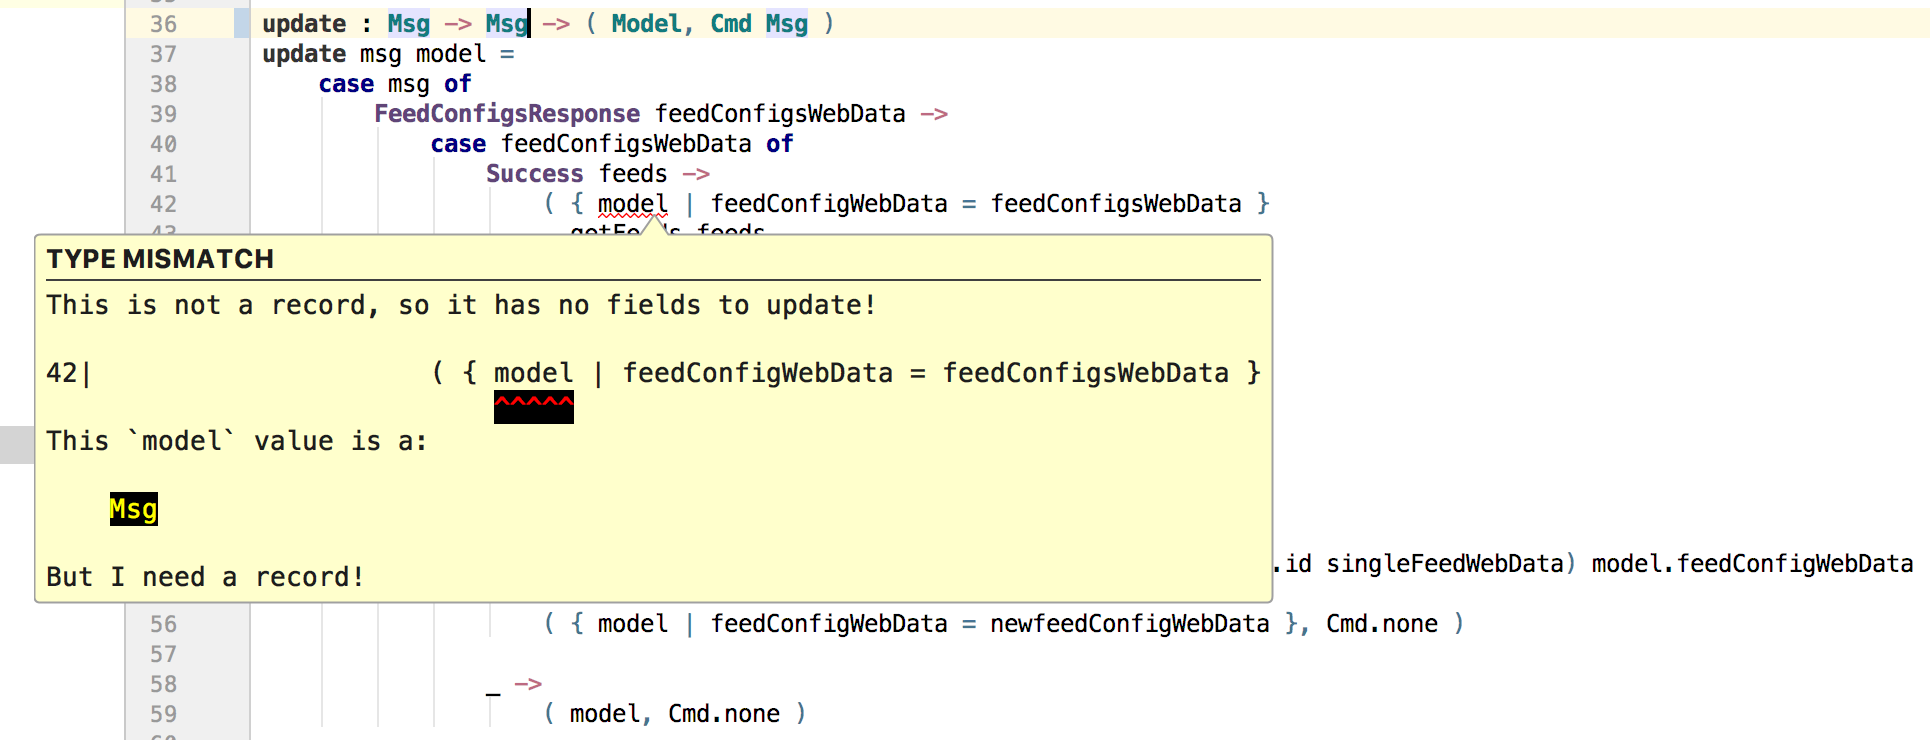 36 update : Msg -> Msg -> ( Model, Cmd Msg )
37 update msg model =
38 case msg of
39 FeedConfigsResponse feedConfigsWebData ->
40 case feedConfigsWebData of
41 Success feeds ->
42 ( { model | feedConfigWebData = feedConfigsWebData }
feeds
TYPE MISMATCH
This is not a record, so it has no fields to update!
42| ( { model | feedConfigWebData = feedConfigsWebData }
^^^^^
This `model` value is a:
Msg
But I need a record!
.id singleFeedWebData) model.feedConfigWebData
56 ( { model | feedConfigWebData = newfeedConfigWebData }, Cmd.none )
57
58 _ ->
59 ( model, Cmd.none )